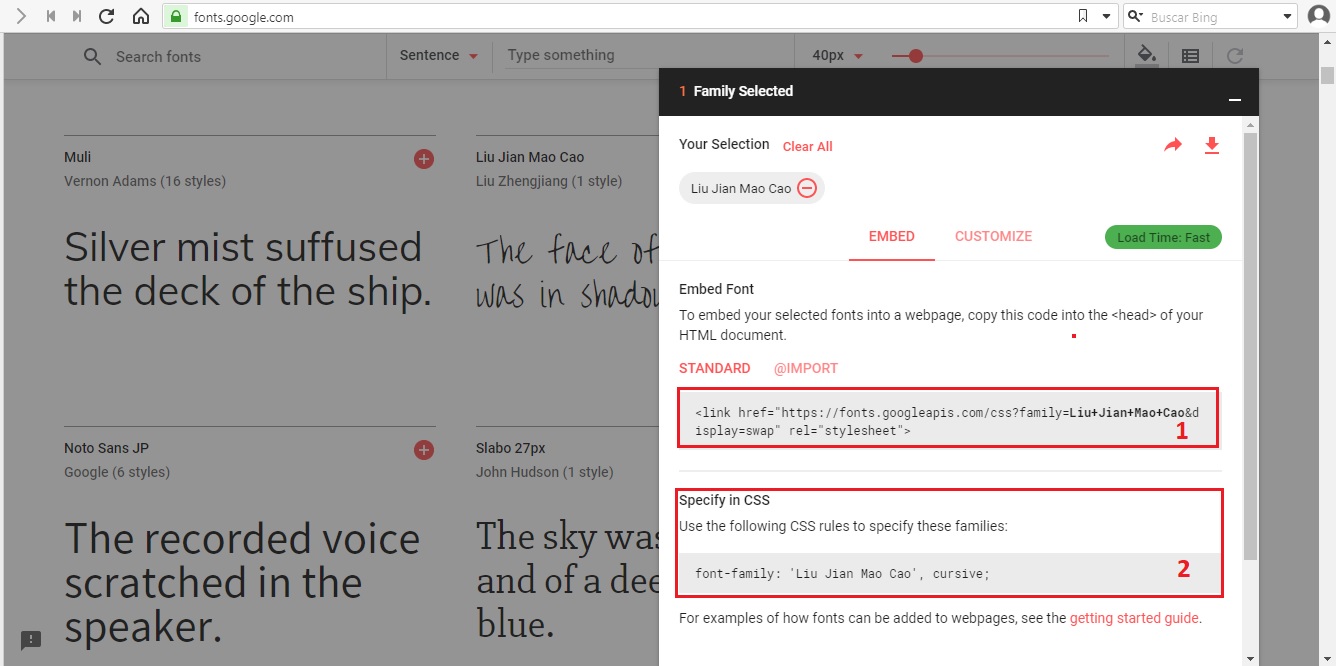 fonts.google.com
Buscar Bing
Search fonts
Sentence
Type something
40px
1 Family Selected
Muli
Vernon Adams (16 styles)
Silver mist suffused
the deck of the ship.
Liu Jian Mao Cao
Liu Zhengjiang (1 style)
The face of
was in shadow
Your Selection Clear All
Liu Jian Mao Cao
EMBED CUSTOMIZE
Load Time: Fast
Embed Font
To embed your selected fonts into a webpage, copy this code into the <head> of your
HTML document.
STANDARD @IMPORT
<link href="https://fonts.googleapis.com/css?family=Liu+Jian+Mao+Cao&d
isplay=swap" rel="stylesheet">
1
Noto Sans JP
Google (6 styles)
The recorded voice
scratched in the
speaker.
Slabo 27px
John Hudson (1 style)
The sky was
and of a dee
blue.
Specify in CSS
Use the following CSS rules to specify these families:
font-family: 'Liu Jian Mao Cao', cursive;
2
For examples of how fonts can be added to webpages, see the getting started guide.